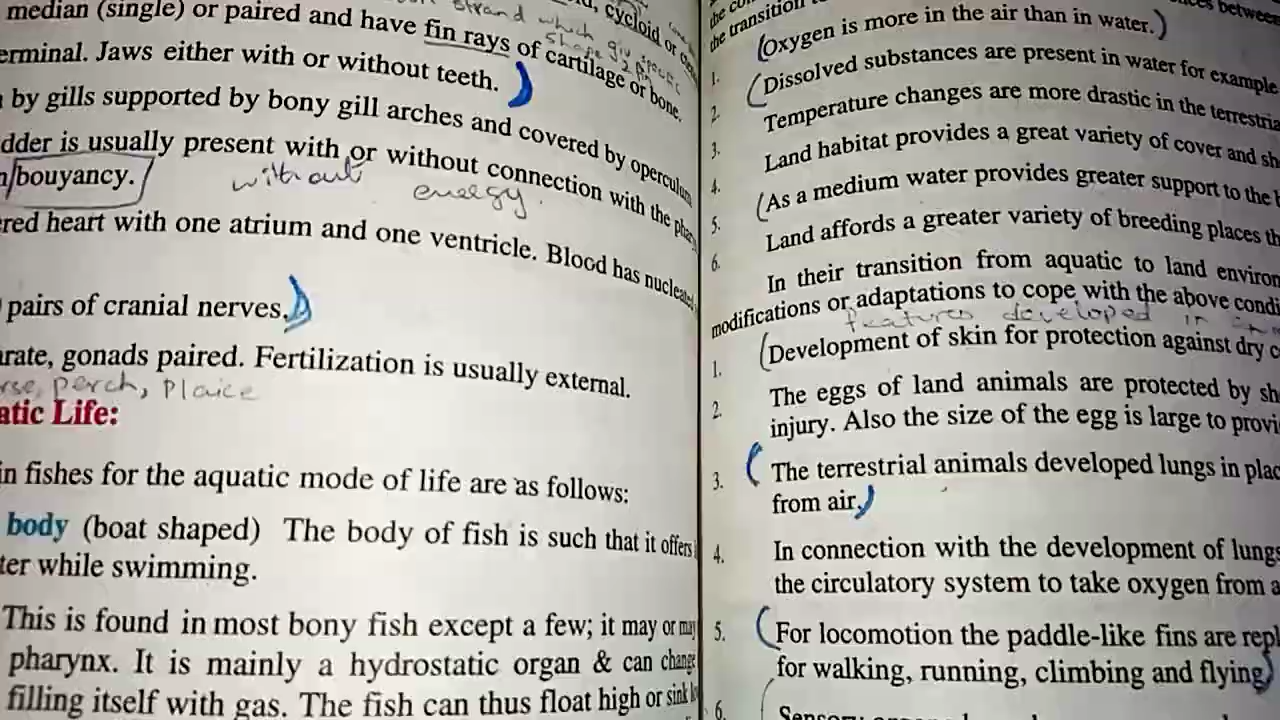 strand which giv
shape
median (single) or paired and have fin rays of cartilage or bone.
cycloid or
erminal. Jaws either with or without teeth.
by gills supported by bony gill arches and covered by operculum
dder is usually present with or without connection with the
n/bouyancy.
without energy.
red heart with one atrium and one ventricle. Blood has nucleated
pairs of cranial nerves.
arate, gonads paired. Fertilization is usually external.
rse, perch, Plaice
atic Life:
in fishes for the aquatic mode of life are as follows:
body (boat shaped) The body of fish is such that it offers
ter while swimming.
This is found in most bony fish except a few; it may or may
pharynx. It is mainly a hydrostatic organ & can change
filling itself with gas. The fish can thus float high or sink
between
the transition
1. (Oxygen is more in the air than in water.)
2. (Dissolved substances are present in water for example
3. Temperature changes are more drastic in the terrestria
4. Land habitat provides a great variety of cover and sh
5. (As a medium water provides greater support to the b
6. Land affords a greater variety of breeding places th
In their transition from aquatic to land environ
modifications or adaptations to cope with the above condi
features developed in
1. (Development of skin for protection against dry c
2. The eggs of land animals are protected by sh
injury. Also the size of the egg is large to provi
3. (The terrestrial animals developed lungs in plac
from air.)
4. In connection with the development of lungs
the circulatory system to take oxygen from a
5. (For locomotion the paddle-like fins are repl
for walking, running, climbing and flying)
6.